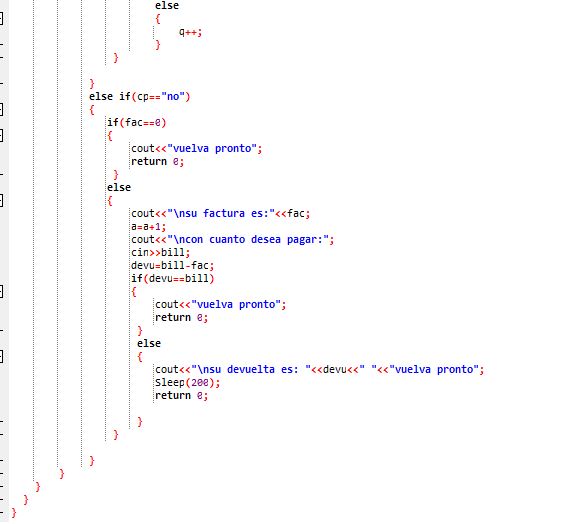 else
{
q++;
}
}
}
else if(cp=="no")
{
if(fac==0)
{
cout<<"vuelva pronto";
return 0;
}
else
{
cout<<"\nsu factura es:"<<fac;
a=a+1;
cout<<"\ncon cuanto desea pagar:";
cin>>bill;
devu=bill-fac;
if(devu==bill)
{
cout<<"vuelva pronto";
return 0;
}
else
{
cout<<"\nsu devuelta es: "<<devu<<" "<<"vuelva pronto";
Sleep(200);
return 0;
}
}
}
}
}
}
}